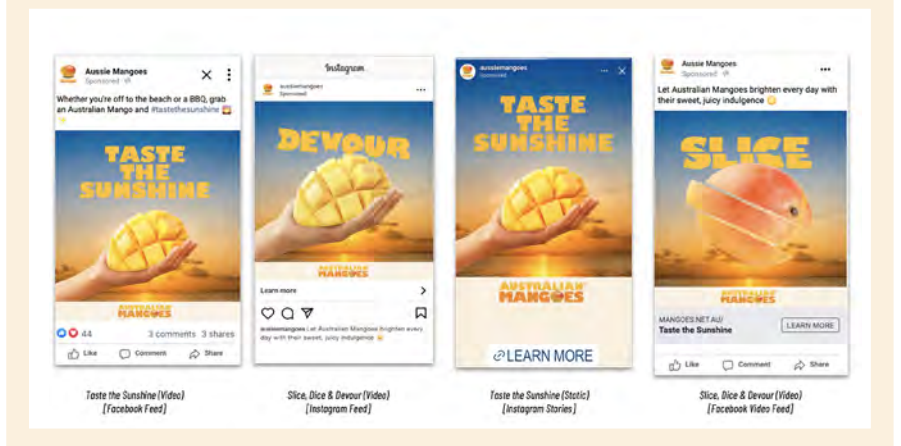 Aussie Mangoes
Sponsored
Whether you're off to the beach or a BBQ, grab
an Australian Mango and #tastethesunshine
TASTE
THE
SUNSHINE
AUSTRALIAN
MANGOES
44 3 comments 3 shares
Like Comment Share
Taste the Sunshine (Video)
[Facebook Feed]
Instagram
aussiemangoes
Sponsored
DEVOUR
AUSTRALIAN
MANGOES
Learn more
aussiemangoes Let Australian Mangoes brighten every
day with their sweet, juicy indulgence
Slice, Dice & Devour (Video)
[Instagram Feed]
aussiemangoes
Sponsored
TASTE
THE
SUNSHINE
AUSTRALIAN
MANGOES
LEARN MORE
Taste the Sunshine (Static)
[Instagram Stories]
Aussie Mangoes
Sponsored
Let Australian Mangoes brighten every day with
their sweet, juicy indulgence
SLICE
AUSTRALIAN
MANGOES
MANGOES.NET.AU/
Taste the Sunshine
LEARN MORE
Like Comment Share
Slice, Dice & Devour (Video)
[Facebook Video Feed]